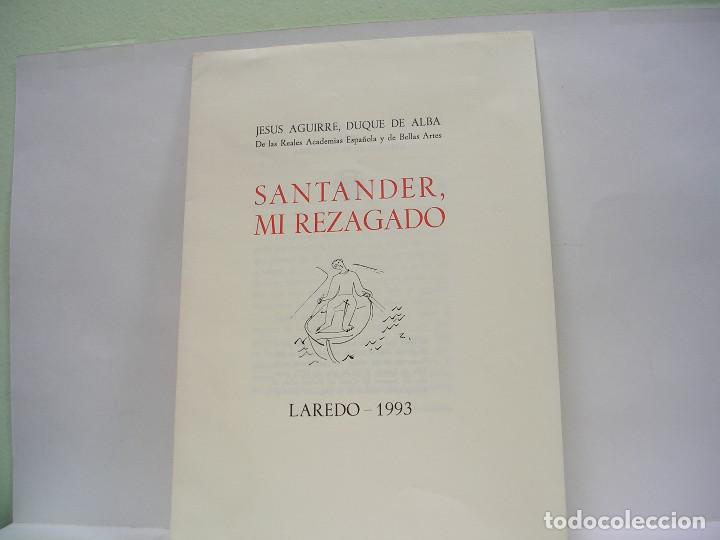 JESUS AGUIRRE, DUQUE DE ALBA
De las Reales Academias Española y de Bellas Artes
SANTANDER,
MI REZAGADO
Z.
LAREDO – 1993
todocoleccion